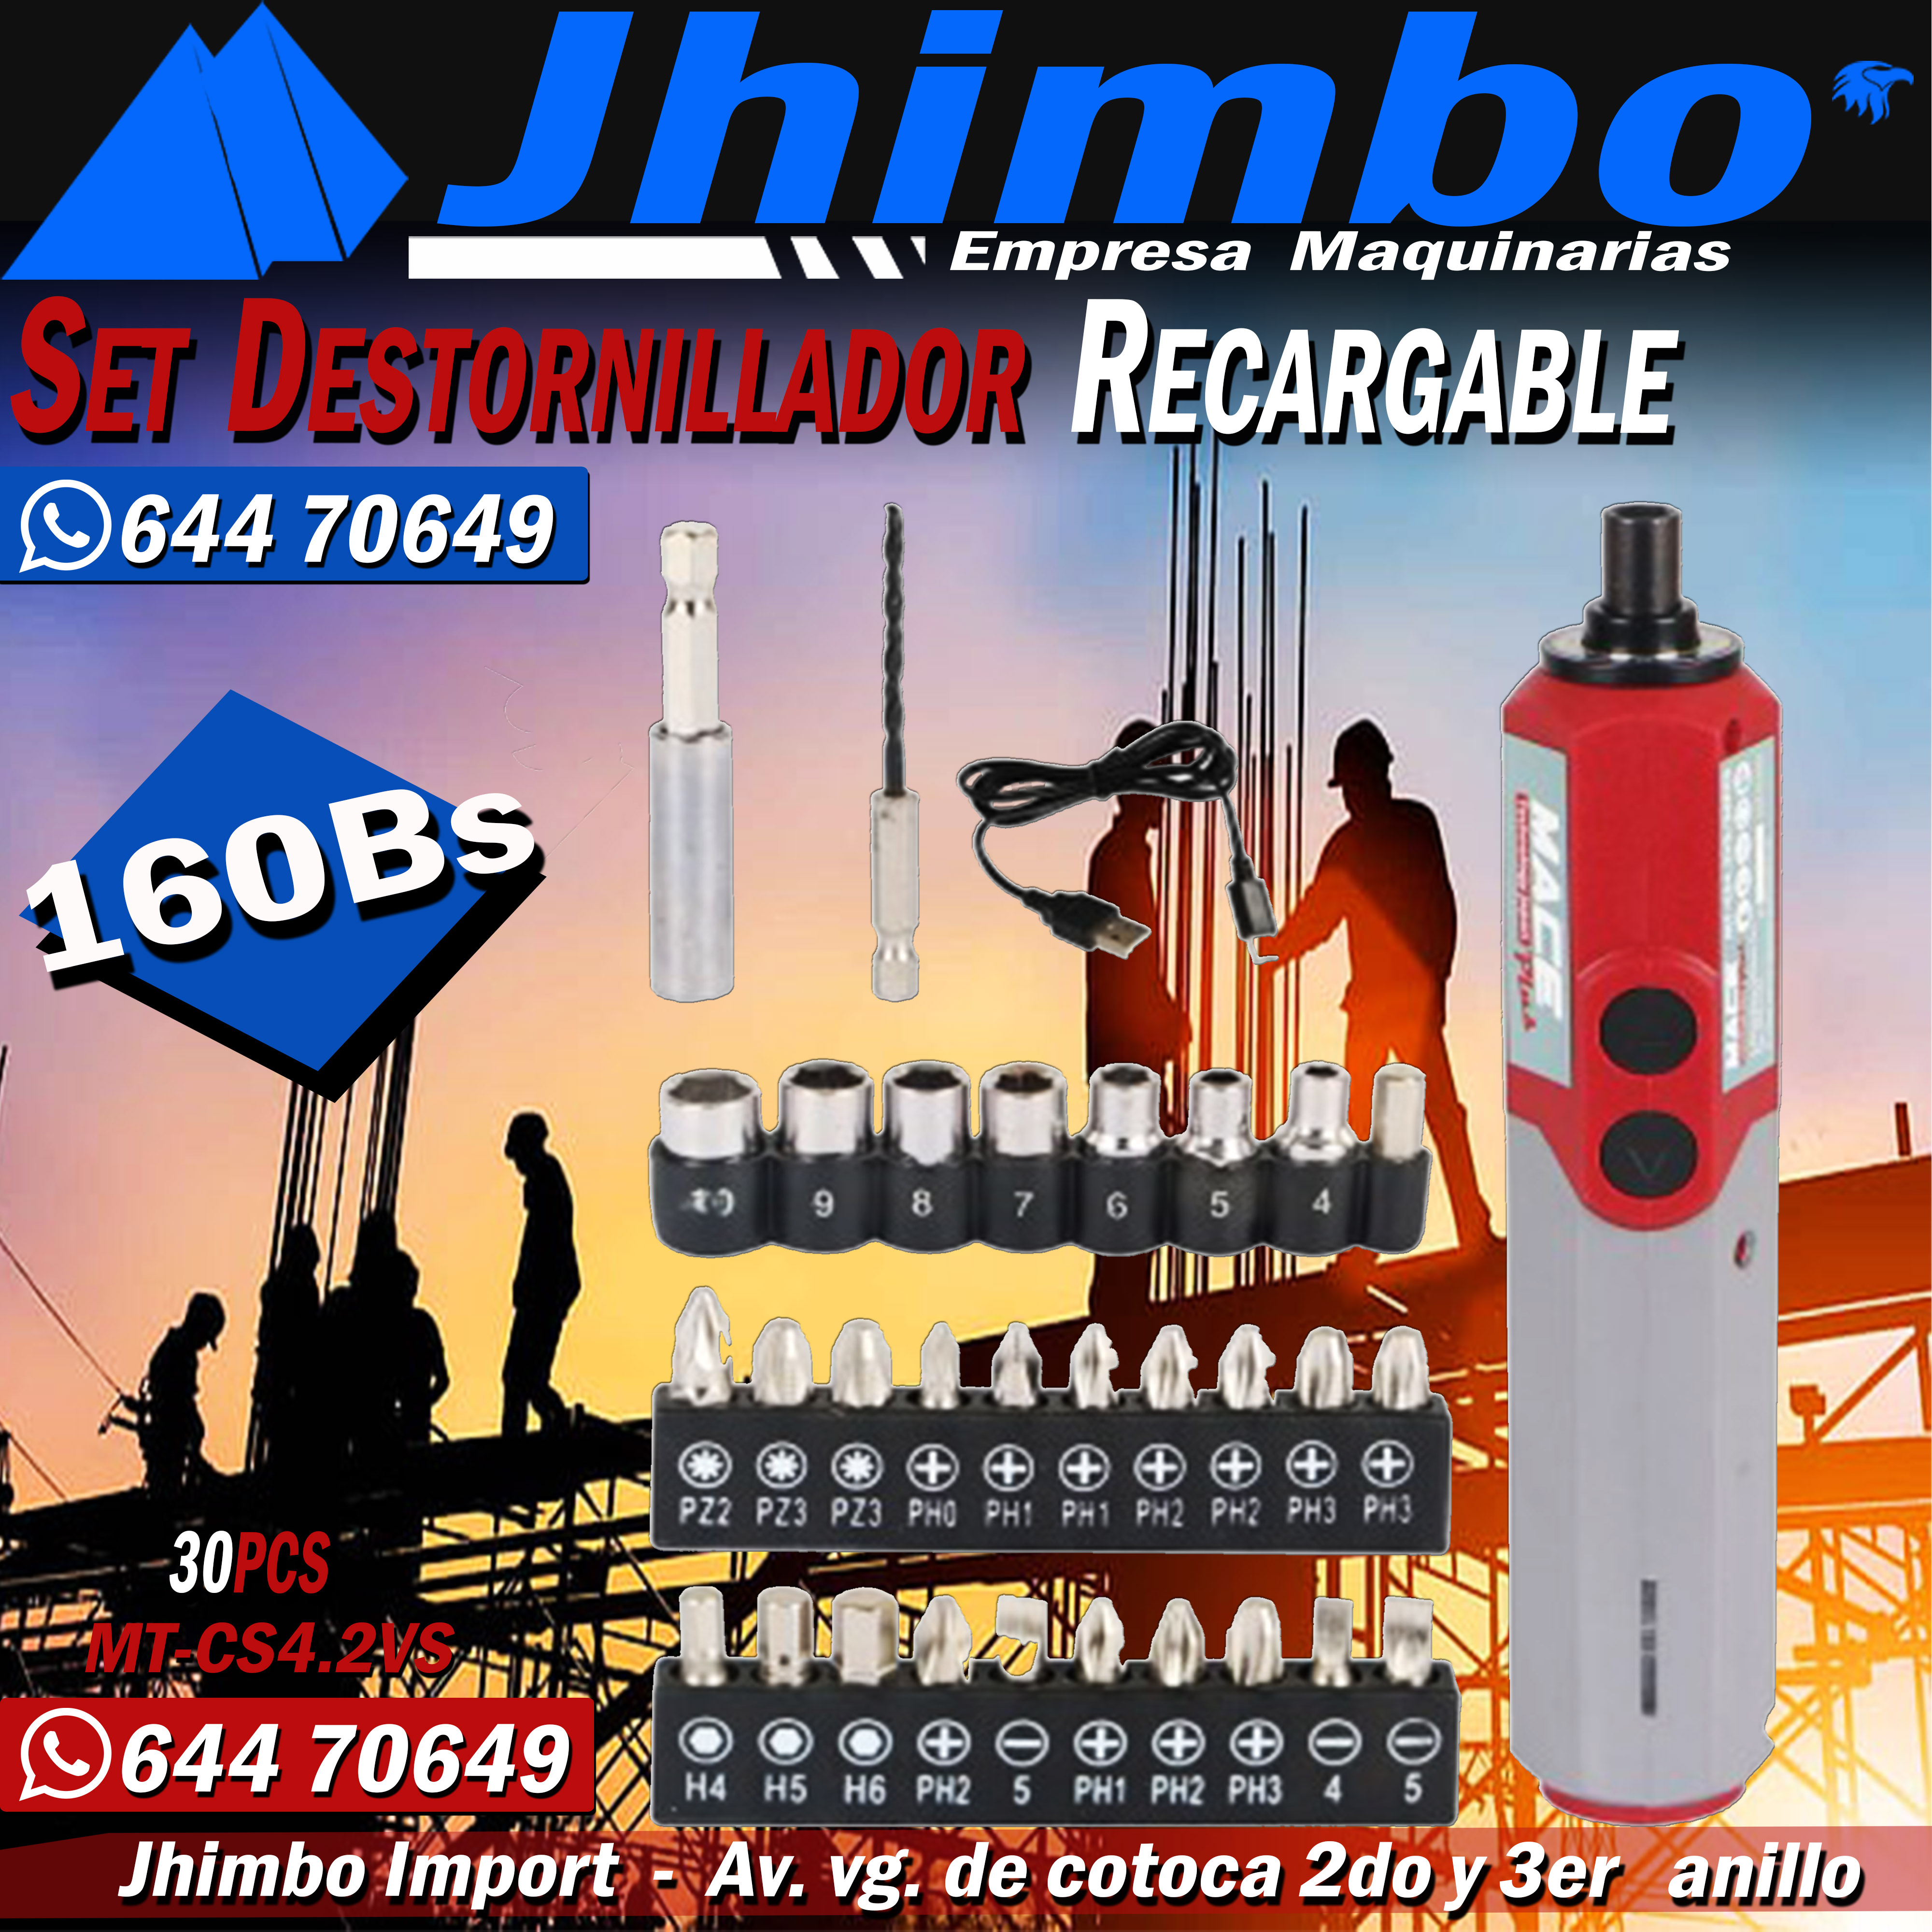 Jhimbo
Empresa Maquinarias
SET DESTORNILLADOR RECARGABLE
644 70649
160Bs
MACE
9 8 7 6 5 4
PZ2 PZ3 PZ3 PH0 PH1 PH1 PH2 PH2 PH3 PH3
30PCS
MT-CS4.2VS
H4 H5 H6 PH2 5 PH1 PH2 PH3 4 5
644 70649
Jhimbo Import - Av. vg. de cotoca 2do y 3er anillo